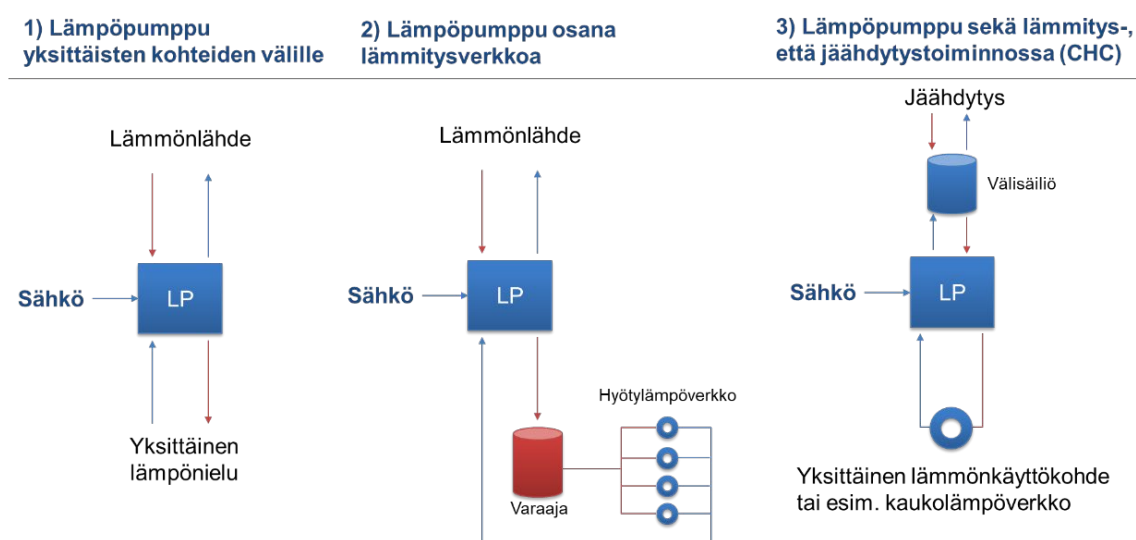 1) Lämpöpumppu
yksittäisten kohteiden välille
Lämmönlähde
Sähkö
LP
Yksittäinen
lämpönielu
2) Lämpöpumppu osana
lämmitysverkkoa
Lämmönlähde
Sähkö
LP
Hyötylämpöverkko
Varaaja
3) Lämpöpumppu sekä lämmitys-,
että jäähdytystoiminnossa (CHC)
Jäähdytys
Välisäiliö
Sähkö
LP
Yksittäinen lämmönkäyttökohde
tai esim. kaukolämpöverkko